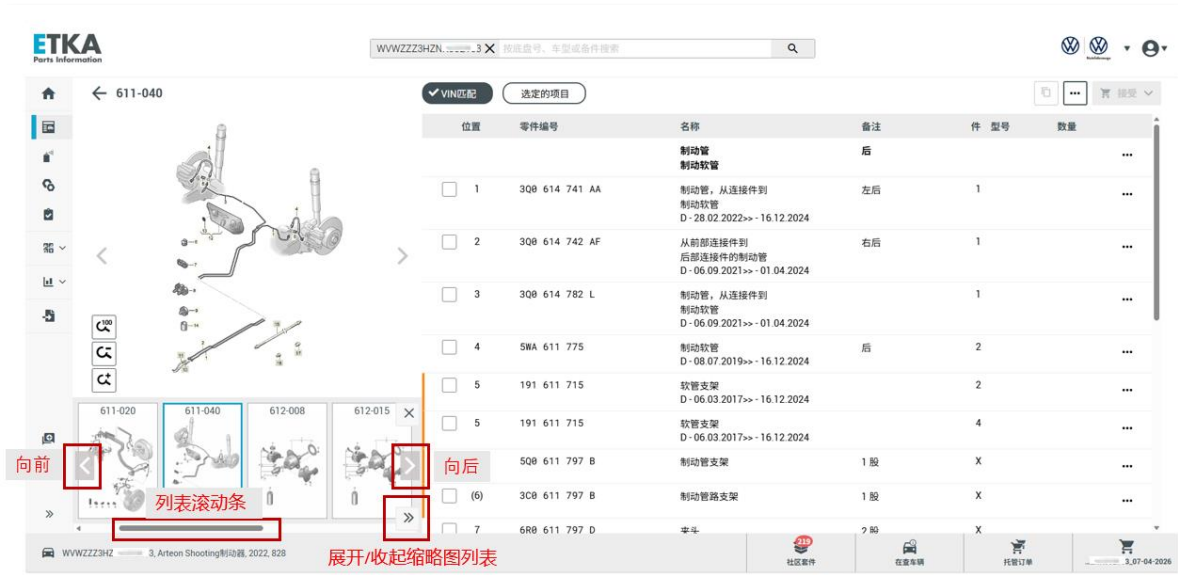 ETKA
Parts Information
WVWZZZ3HZN 3 按底盘号、车型或备件搜索
611-040
VIN匹配 选定的项目 接受
位置 零件编号 名称 备注 件 型号 数量
制动管 后
制动软管
1 3Q0 614 741 AA 制动管，从连接件到 左后 1
制动软管
D - 28.02.2022>> - 16.12.2024
2 3Q0 614 742 AF 从前部连接件到 右后 1
后部连接件的制动管
D - 06.09.2021>> - 01.04.2024
3 3Q0 614 782 L 制动管，从连接件到 1
制动软管
D - 06.09.2021>> - 01.04.2024
4 5WA 611 775 制动软管 后 2
D - 08.07.2019>> - 16.12.2024
5 191 611 715 软管支架 2
D - 06.03.2017>> - 16.12.2024
5 191 611 715 软管支架 4
D - 06.03.2017>> - 16.12.2024
5Q0 611 797 B 制动管支架 1 股 X
(6) 3C0 611 797 B 制动管路支架 1 股 X
7 6R0 611 797 D 夹头 2 股 X
100
611-020 611-040 612-008 612-015
向前
向后
列表滚动条
展开/收起缩略图列表
WVWZZZ3HZ 3, Arteon Shooting制动器, 2022, 828
219
社区套件 在查车辆 托管订单 3_07-04-2026